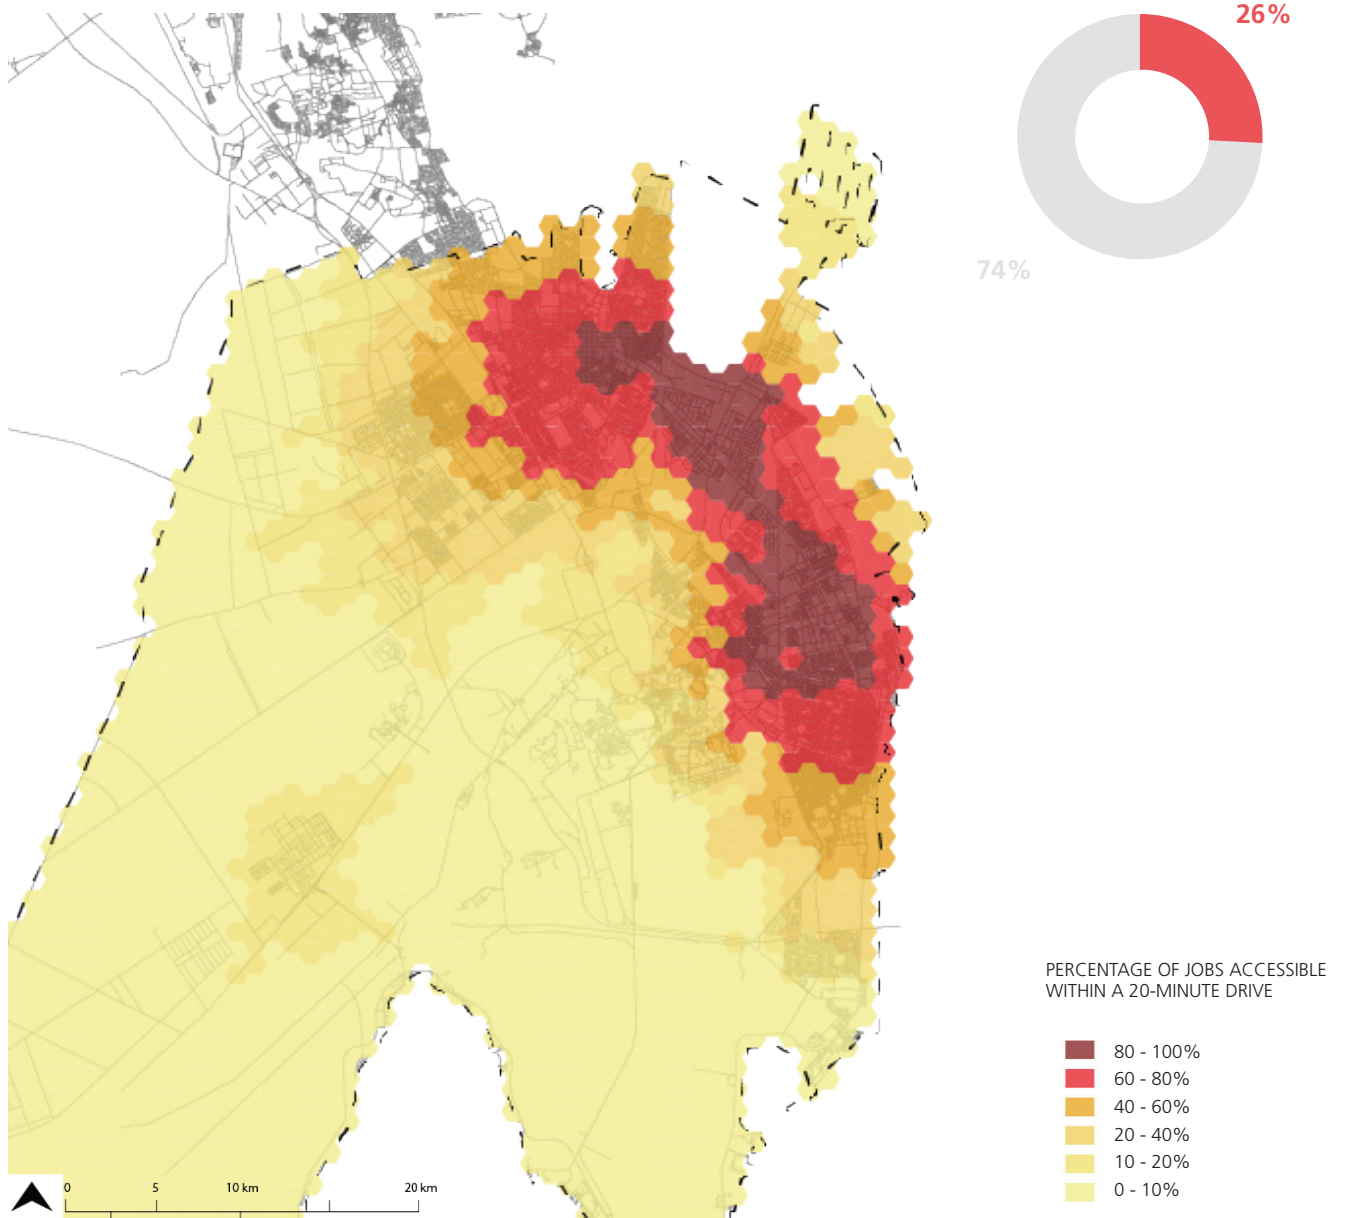 26%
74%
PERCENTAGE OF JOBS ACCESSIBLE
WITHIN A 20-MINUTE DRIVE
80 - 100%
60 - 80%
40 - 60%
20 - 40%
10 - 20%
0 - 10%
0 5 10 km 20 km